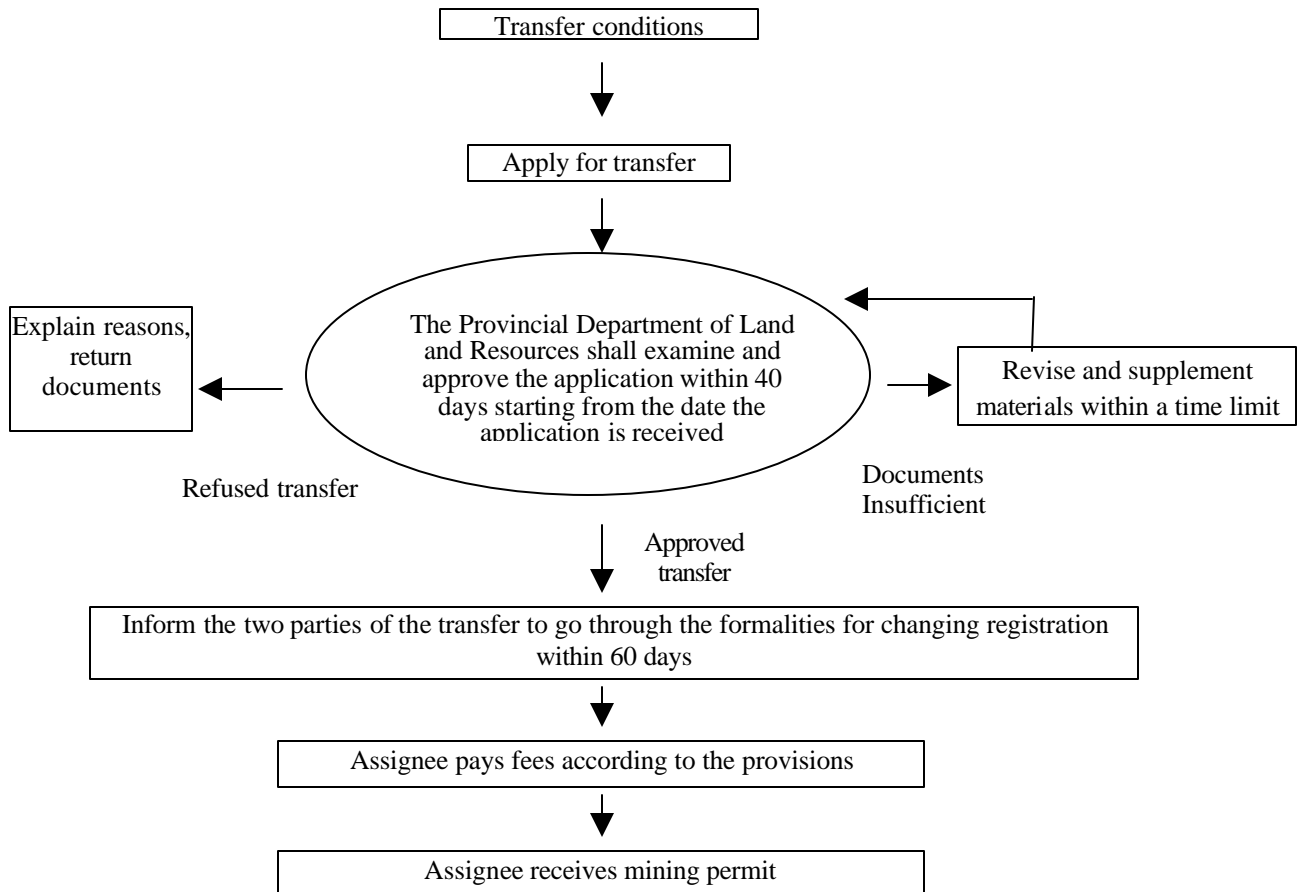 Transfer conditions
Apply for transfer
The Provincial Department of Land
and Resources shall examine and
approve the application within 40
days starting from the date the
application is received
Explain reasons,
return
documents
Revise and supplement
materials within a time limit
Refused transfer
Documents
Insufficient
Approved
transfer
Inform the two parties of the transfer to go through the formalities for changing registration
within 60 days
Assignee pays fees according to the provisions
Assignee receives mining permit